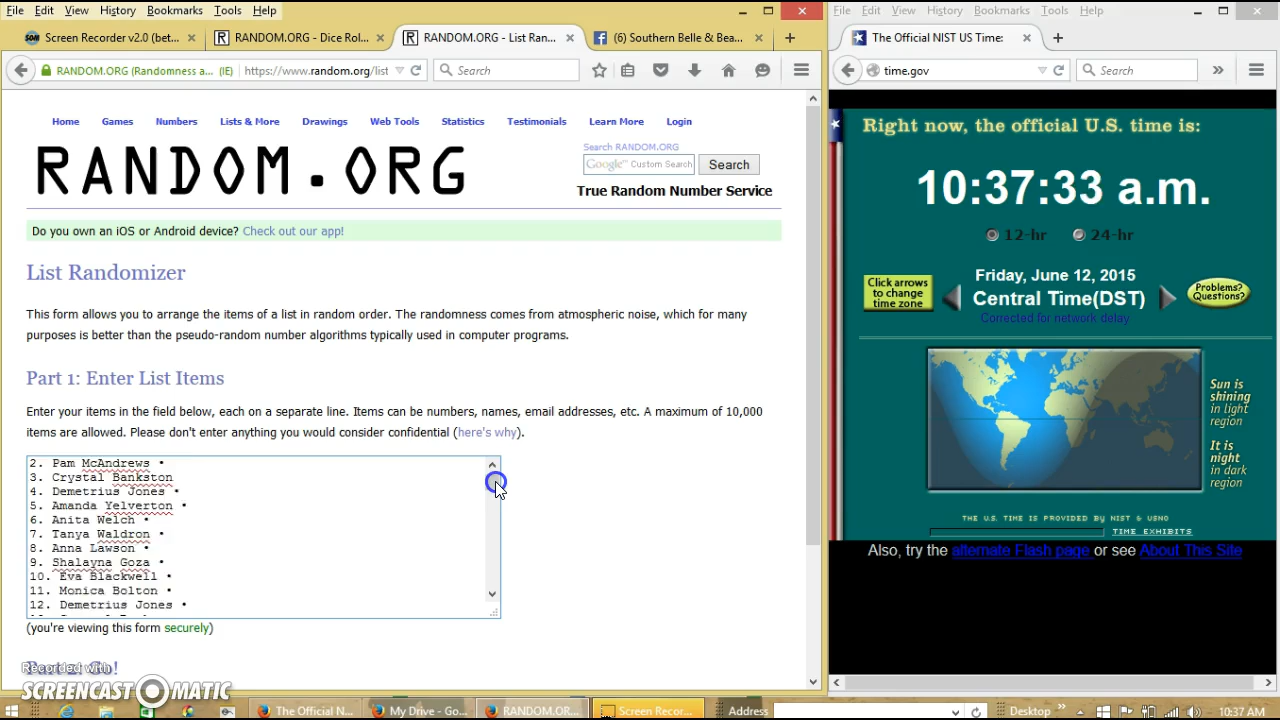 File Edit View History Bookmarks Tools Help
Screen Recorder v2.0 (bet...
RANDOM.ORG - Dice Rol...
RANDOM.ORG - List Ran...
(6) Southern Belle & Bea...
RANDOM.ORG (Randomness a... (IE)
https://www.random.org/list
Search
Home Games Numbers Lists & More Drawings Web Tools Statistics Testimonials Learn More Login
RANDOM.ORG
Search RANDOM.ORG
Google™ Custom Search
Search
True Random Number Service
Do you own an iOS or Android device? Check out our app!
List Randomizer
This form allows you to arrange the items of a list in random order. The randomness comes from atmospheric noise, which for many
purposes is better than the pseudo-random number algorithms typically used in computer programs.
Part 1: Enter List Items
Enter your items in the field below, each on a separate line. Items can be numbers, names, email addresses, etc. A maximum of 10,000
items are allowed. Please don't enter anything you would consider confidential (here's why).
2. Pam McAndrews •
3. Crystal Bankston
4. Demetrius Jones •
5. Amanda Yelverton •
6. Anita Welch •
7. Tanya Waldron •
8. Anna Lawson •
9. Shalayna Goza •
10. Eva Blackwell •
11. Monica Bolton •
12. Demetrius Jones •
(you're viewing this form securely)
Part 2: Go!
Recorded with
SCREENCAST-O-MATIC
File Edit View History Bookmarks Tools Help
The Official NIST US Time:
time.gov
Search
Right now, the official U.S. time is:
10:37:33 a.m.
12-hr 24-hr
Click arrows
to change
time zone
Friday, June 12, 2015
Central Time(DST)
Corrected for network delay
Problems?
Questions?
Sun is
shining
in light
region
It is
night
in dark
region
THE U.S. TIME IS PROVIDED BY NIST & USNO
TIME EXHIBITS
Also, try the alternate Flash page or see About This Site
The Official N...
My Drive - Go...
RANDOM.OR...
Screen Recor...
Address
Desktop
10:37 AM